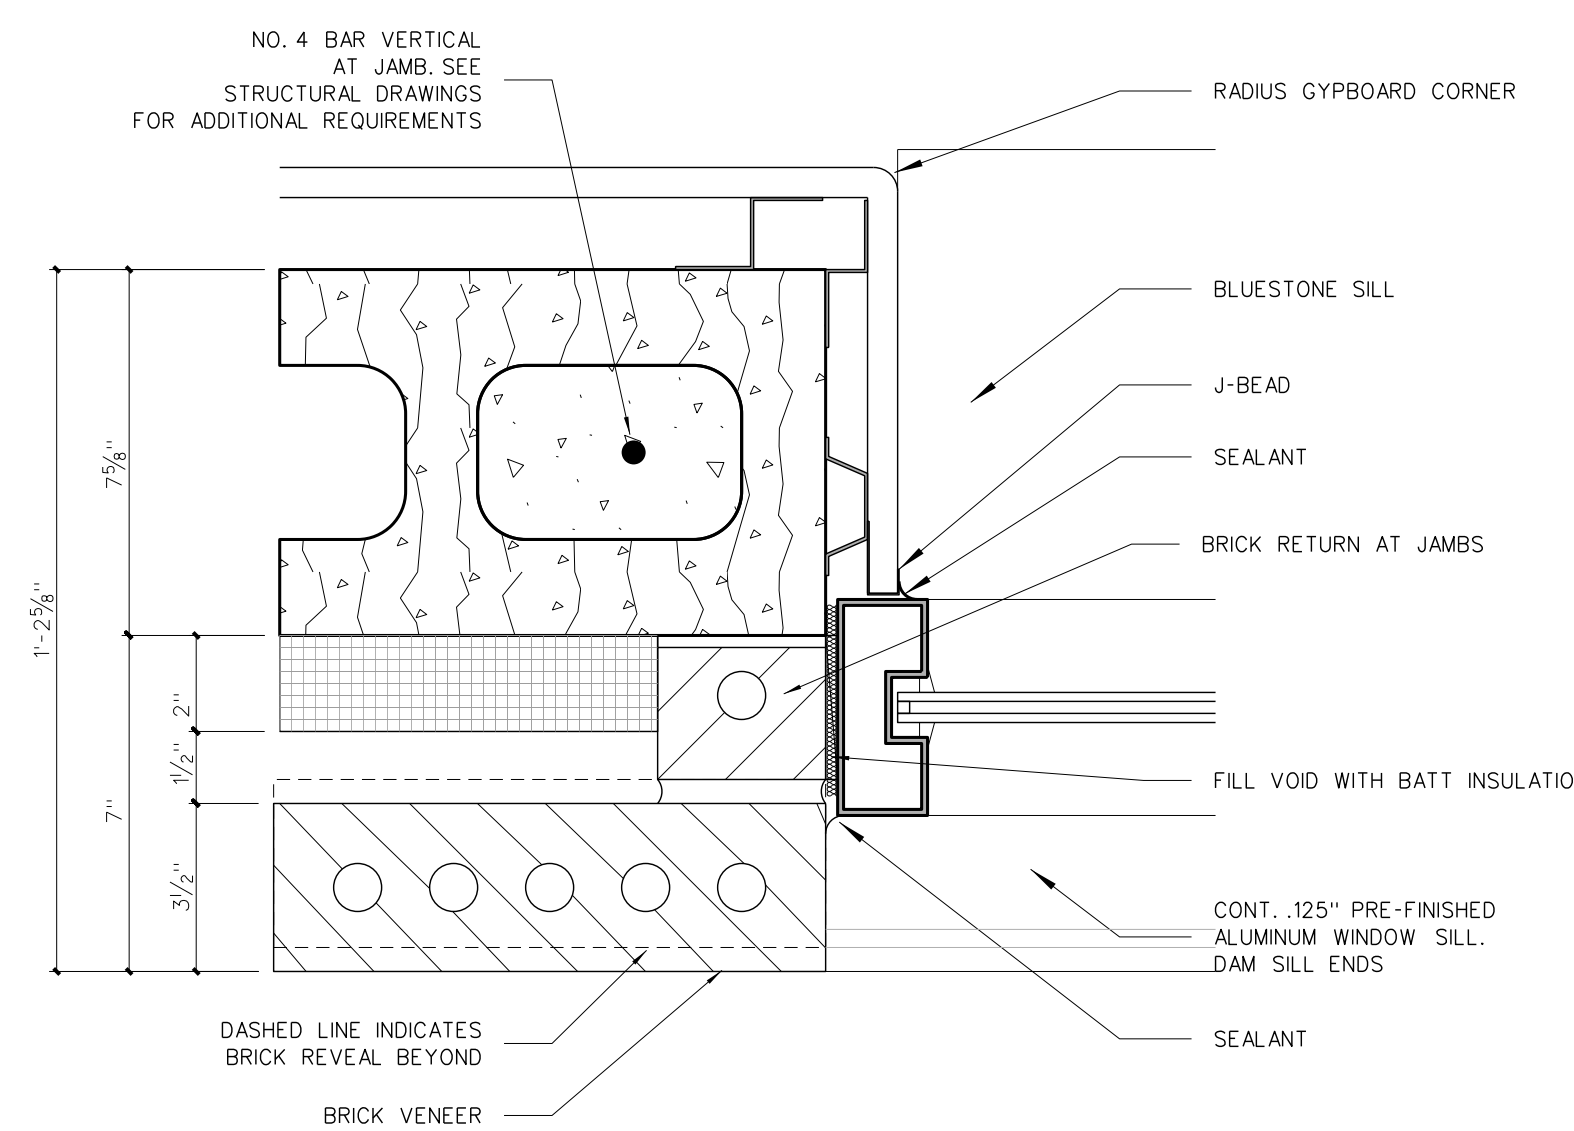 NO. 4 BAR VERTICAL
AT JAMB. SEE
STRUCTURAL DRAWINGS
FOR ADDITIONAL REQUIREMENTS
RADIUS GYPBOARD CORNER
BLUESTONE SILL
J-BEAD
SEALANT
BRICK RETURN AT JAMBS
7⅝"
1'-2⅝"
2"
1½"
7"
3½"
FILL VOID WITH BATT INSULATIO
CONT. .125" PRE-FINISHED
ALUMINUM WINDOW SILL.
DAM SILL ENDS
SEALANT
DASHED LINE INDICATES
BRICK REVEAL BEYOND
BRICK VENEER